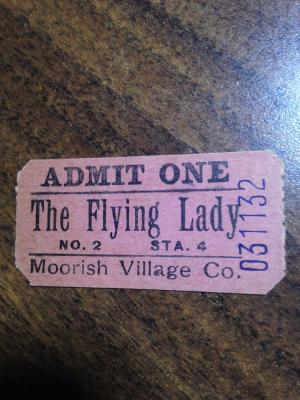 ADMIT ONE
The Flying Lady
NO. 2 STA. 4
Moorish Village Co.
031132